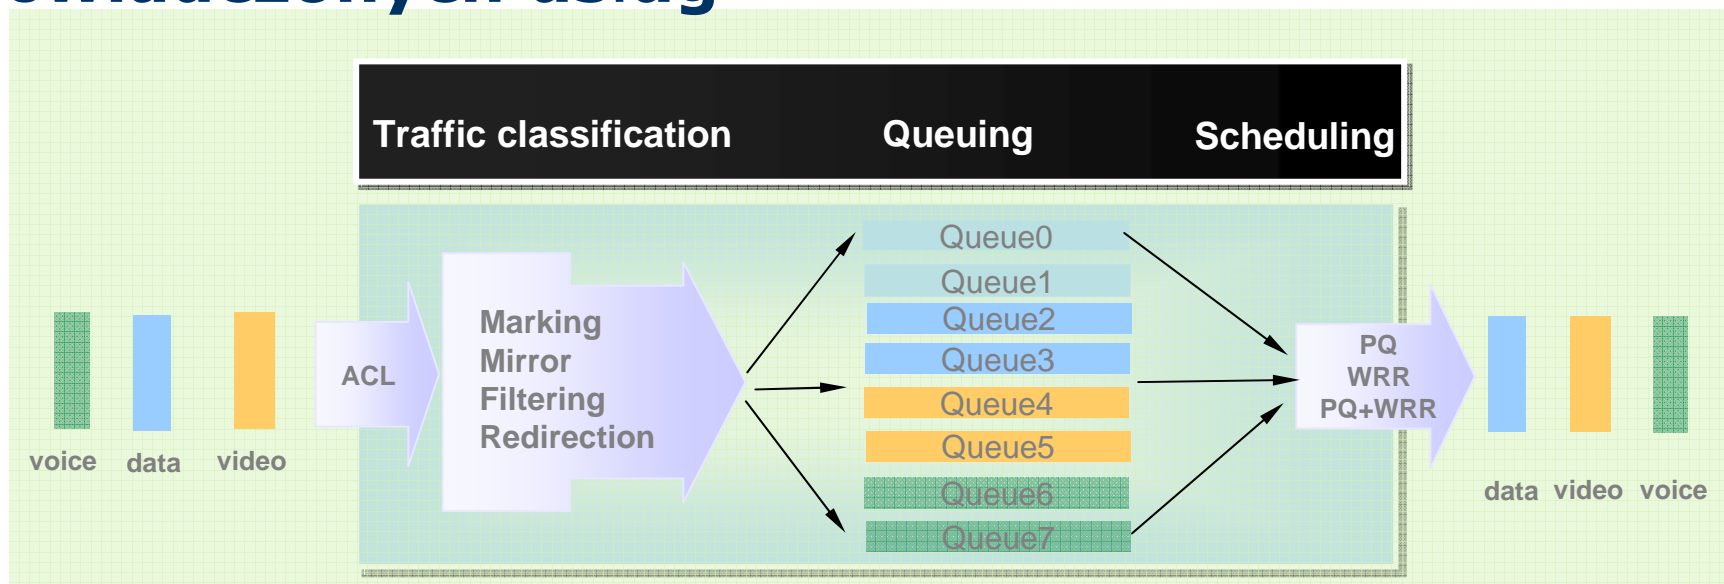 Traffic classification Queuing Scheduling
Queue0
Queue1
Queue2
Queue3
Queue4
Queue5
Queue6
Queue7
ACL
Marking
Mirror
Filtering
Redirection
PQ
WRR
PQ+WRR
voice data video
data video voice